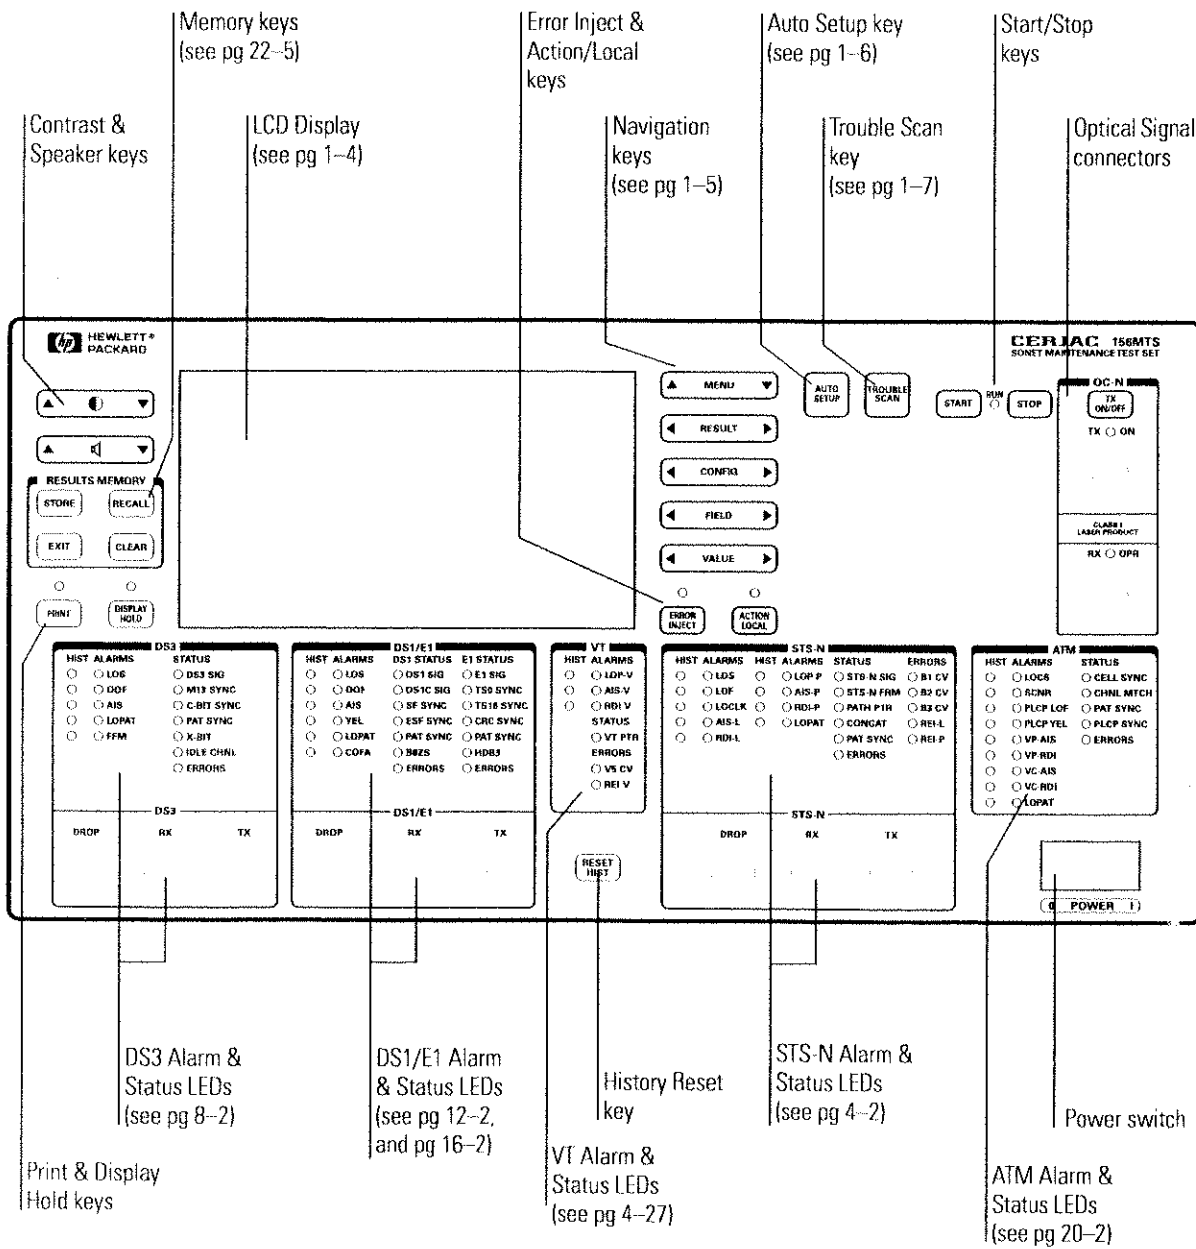 Memory keys
(see pg 22–5)
Error Inject &
Action/Local
keys
Auto Setup key
(see pg 1–6)
Start/Stop
keys
Contrast &
Speaker keys
LCD Display
(see pg 1–4)
Navigation
keys
(see pg 1–5)
Trouble Scan
key
(see pg 1–7)
Optical Signal
connectors
hp HEWLETT®
PACKARD
CERJAC 156MTS
SONET MAINTENANCE TEST SET
RESULTS MEMORY
STORE RECALL
EXIT CLEAR
PRINT
DISPLAY
HOLD
MENU
RESULT
CONFIG
FIELD
VALUE
ERROR
INJECT
ACTION
LOCAL
AUTO
SETUP
TROUBLE
SCAN
START RUN STOP
OC-N
TX
ON/OFF
TX ON
CLASS I
LASER PRODUCT
RX OPR
DS3
HIST ALARMS STATUS
LOS DS3 SIG
OOF M13 SYNC
AIS C-BIT SYNC
LOPAT PAT SYNC
FFM X-BIT
IDLE CHNL
ERRORS
DS3
DROP RX TX
DS1/E1
HIST ALARMS DS1 STATUS E1 STATUS
LOS DS1 SIG E1 SIG
OOF DS1C SIG TS0 SYNC
AIS SF SYNC TS16 SYNC
YEL ESF SYNC CRC SYNC
LOPAT PAT SYNC PAT SYNC
COFA B8ZS HDB3
ERRORS ERRORS
DS1/E1
DROP RX TX
VT
HIST ALARMS
LOP-V
AIS-V
RDI V
STATUS
VT PTR
ERRORS
V5 CV
REI V
RESET
HIST
STS-N
HIST ALARMS HIST ALARMS STATUS ERRORS
LOS LOP P STS-N SIG B1 CV
LOF AIS-P STS-N FRM B2 CV
LOCLK RDI-P PATH PTR B3 CV
AIS-L LOPAT CONCAT REI-L
RDI-L PAT SYNC REI-P
ERRORS
STS-N
DROP RX TX
ATM
HIST ALARMS STATUS
LOCS CELL SYNC
RCNR CHNL MTCH
PLCP LOF PAT SYNC
PLCP YEL PLCP SYNC
VP-AIS ERRORS
VP-RDI
VC-AIS
VC-RDI
LOPAT
0 POWER I
DS3 Alarm &
Status LEDs
(see pg 8–2)
DS1/E1 Alarm
& Status LEDs
(see pg 12–2,
and pg 16–2)
History Reset
key
STS-N Alarm &
Status LEDs
(see pg 4–2)
Power switch
Print & Display
Hold keys
VT Alarm &
Status LEDs
(see pg 4–27)
ATM Alarm &
Status LEDs
(see pg 20–2)